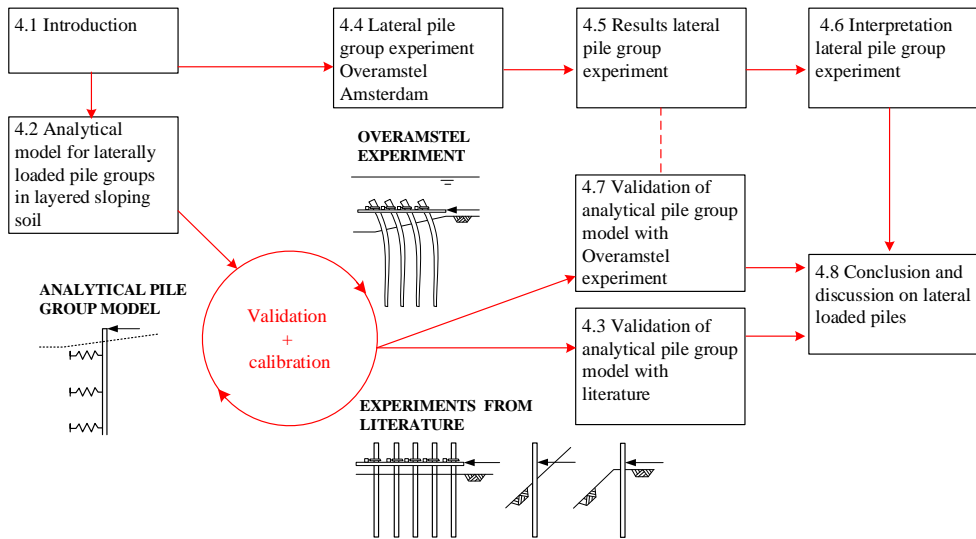 4.1 Introduction
4.4 Lateral pile
group experiment
Overamstel
Amsterdam
4.5 Results lateral
pile group
experiment
4.6 Interpretation
lateral pile group
experiment
4.2 Analytical
model for laterally
loaded pile groups
in layered sloping
soil
OVERAMSTEL
EXPERIMENT
4.7 Validation of
analytical pile group
model with
Overamstel
experiment
4.8 Conclusion and
discussion on lateral
loaded piles
ANALYTICAL PILE
GROUP MODEL
Validation
+
calibration
4.3 Validation of
analytical pile group
model with
literature
EXPERIMENTS FROM
LITERATURE